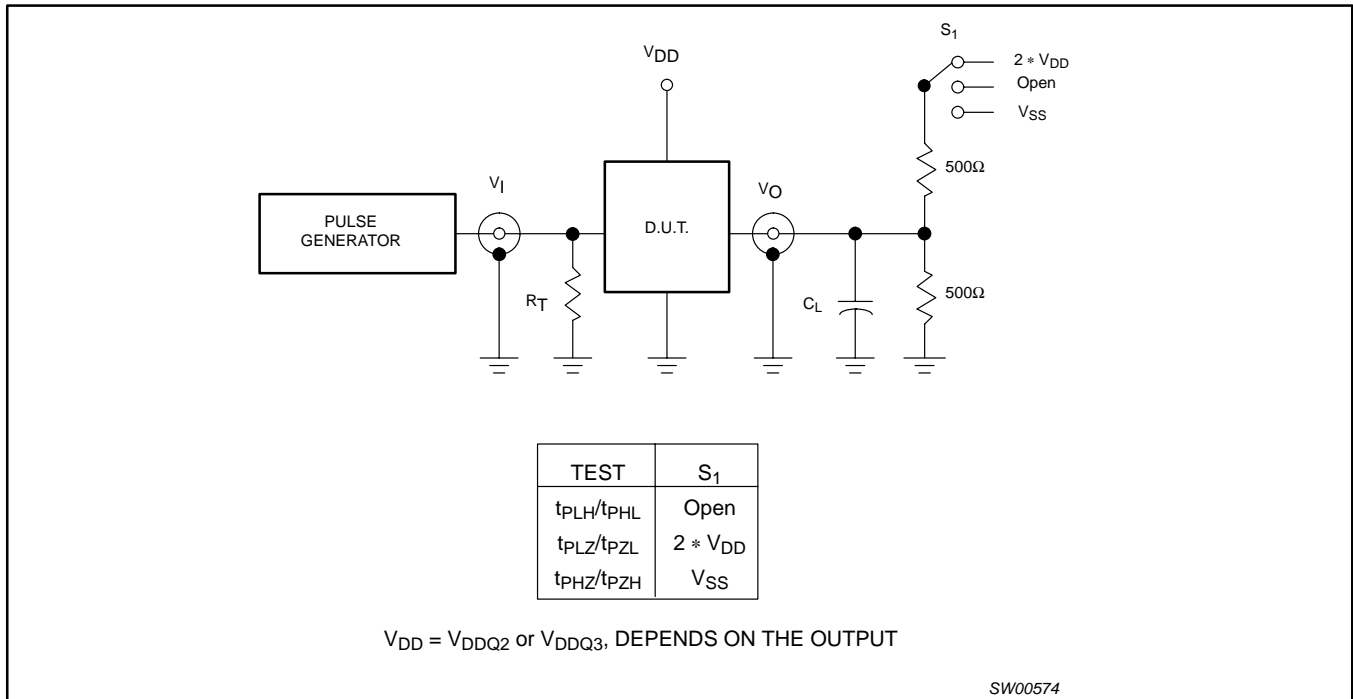 S1
2 * VDD
Open
VSS
VDD
500Ω
VI
VO
PULSE
GENERATOR
D.U.T.
RT
CL
500Ω
TEST S1
tPLH/tPHL Open
tPLZ/tPZL 2 * VDD
tPHZ/tPZH VSS
VDD = VDDQ2 or VDDQ3, DEPENDS ON THE OUTPUT
SW00574